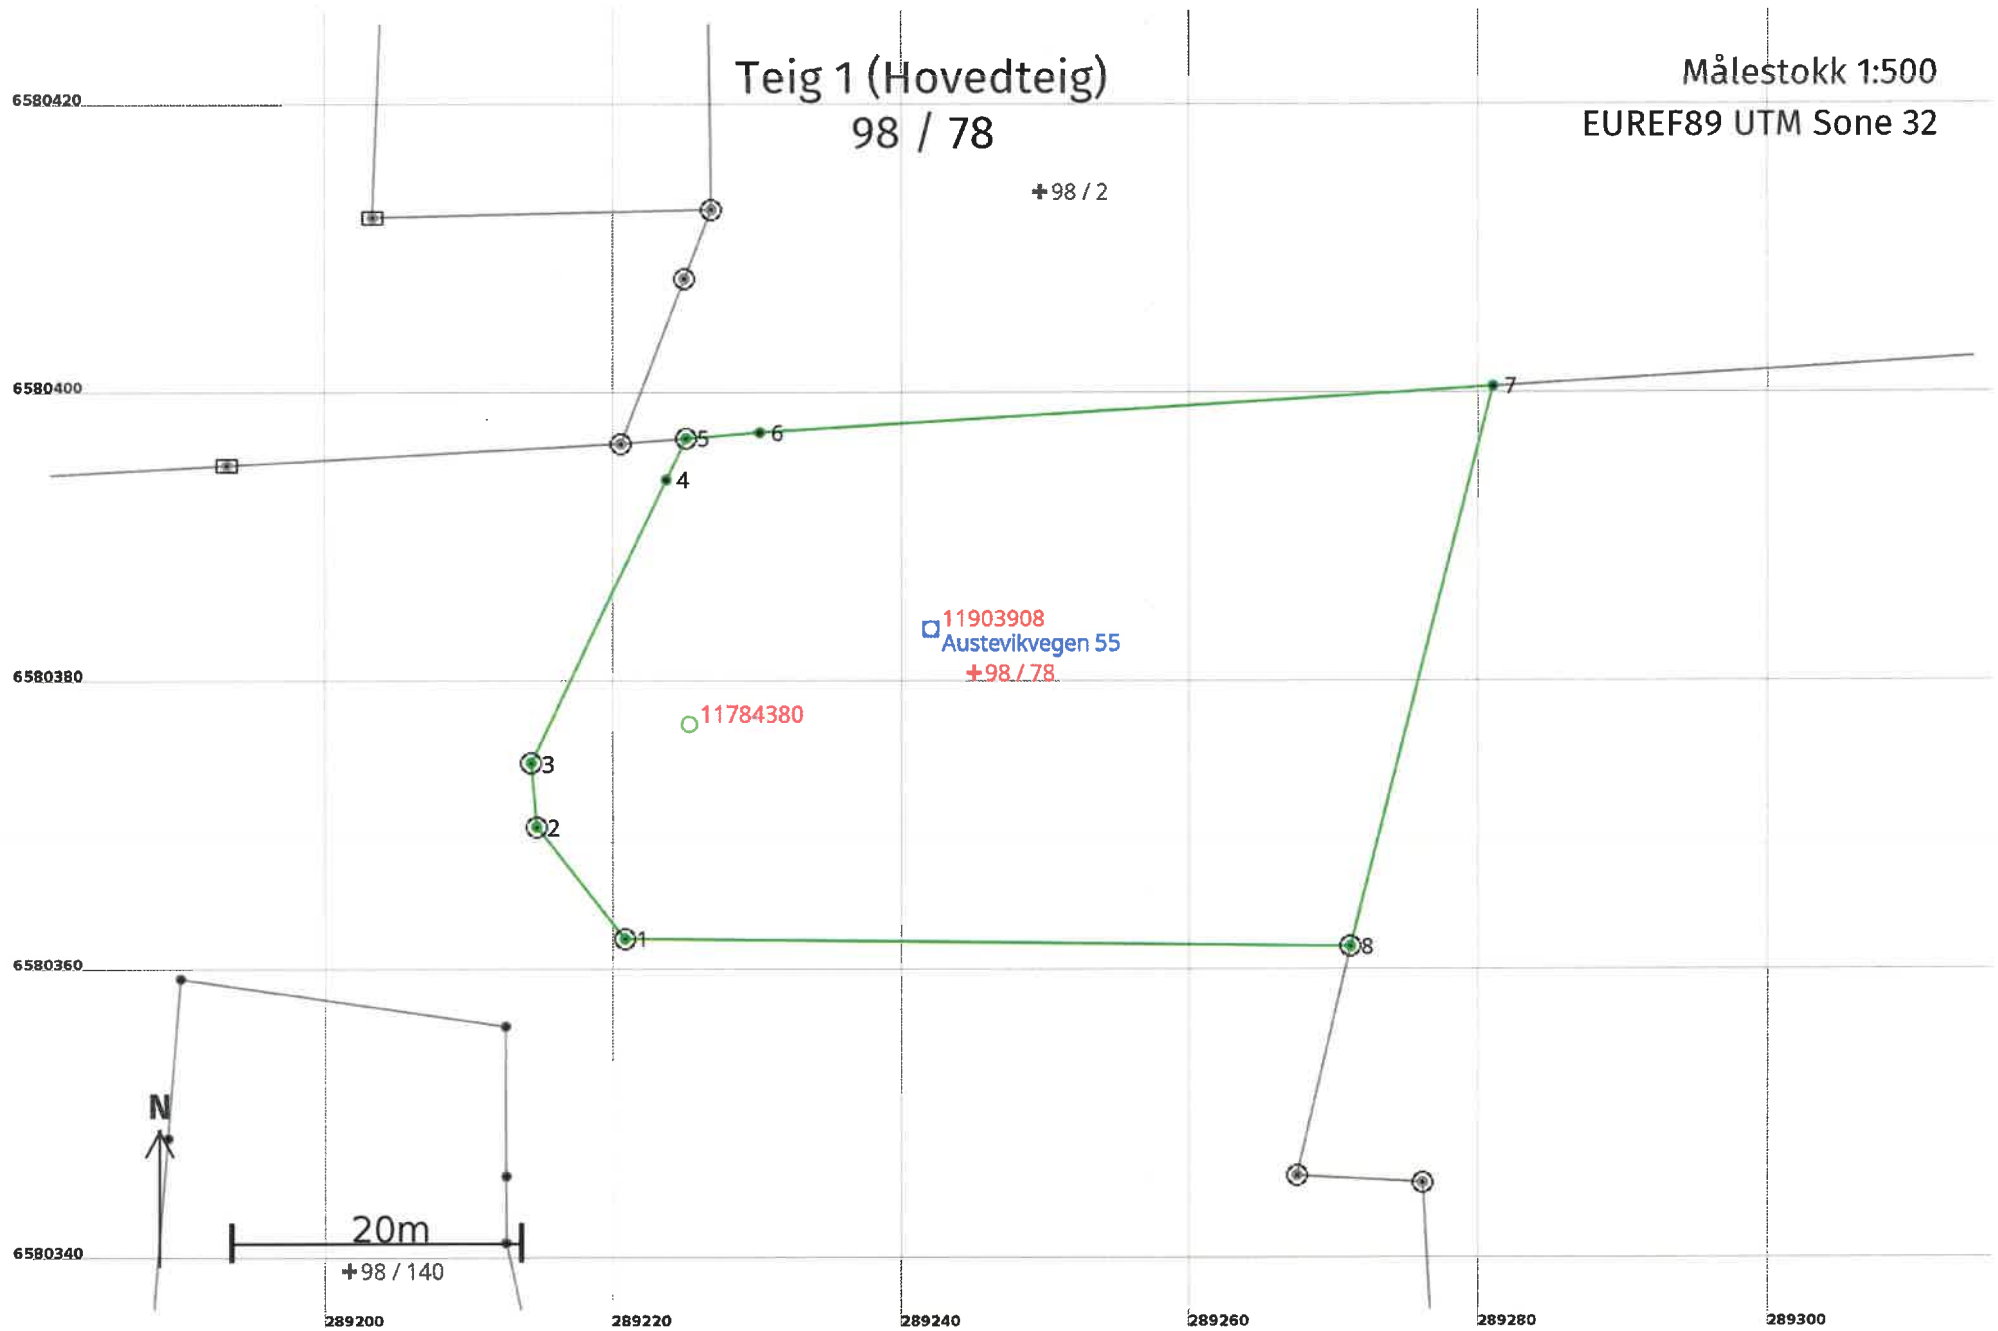 Teig 1 (Hovedteig)
98 / 78
Målestokk 1:500
EUREF89 UTM Sone 32
6580420
98 / 2
6580400
7
5
6
4
11903908
Austevikvegen 55
98 / 78
6580380
11784380
3
2
1
8
6580360
N
20m
6580340
98 / 140
289200
289220
289240
289260
289280
289300